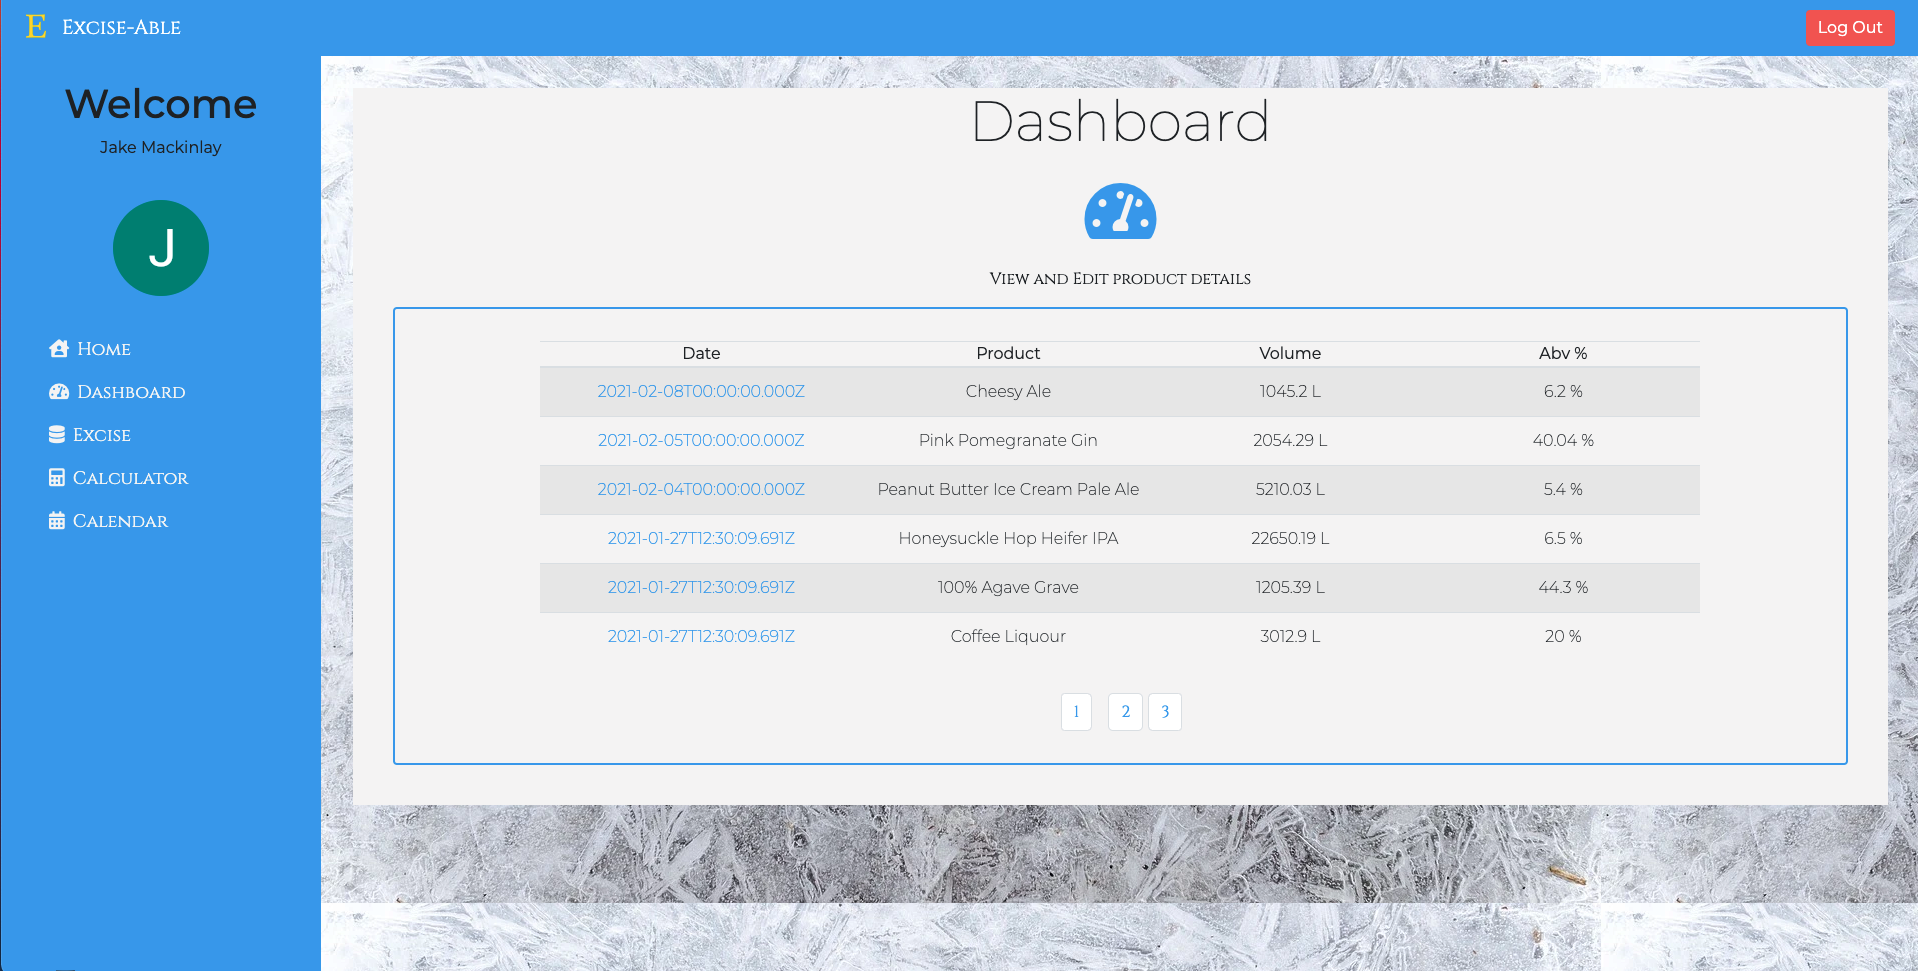 E Excise-Able
Log Out
Welcome
Jake Mackinlay
J
Home
Dashboard
Excise
Calculator
Calendar
Dashboard
View and Edit product details
Date Product Volume Abv %
2021-02-08T00:00:00.000Z Cheesy Ale 1045.2 L 6.2 %
2021-02-05T00:00:00.000Z Pink Pomegranate Gin 2054.29 L 40.04 %
2021-02-04T00:00:00.000Z Peanut Butter Ice Cream Pale Ale 5210.03 L 5.4 %
2021-01-27T12:30:09.691Z Honeysuckle Hop Heifer IPA 22650.19 L 6.5 %
2021-01-27T12:30:09.691Z 100% Agave Grave 1205.39 L 44.3 %
2021-01-27T12:30:09.691Z Coffee Liquour 3012.9 L 20 %
1 2 3